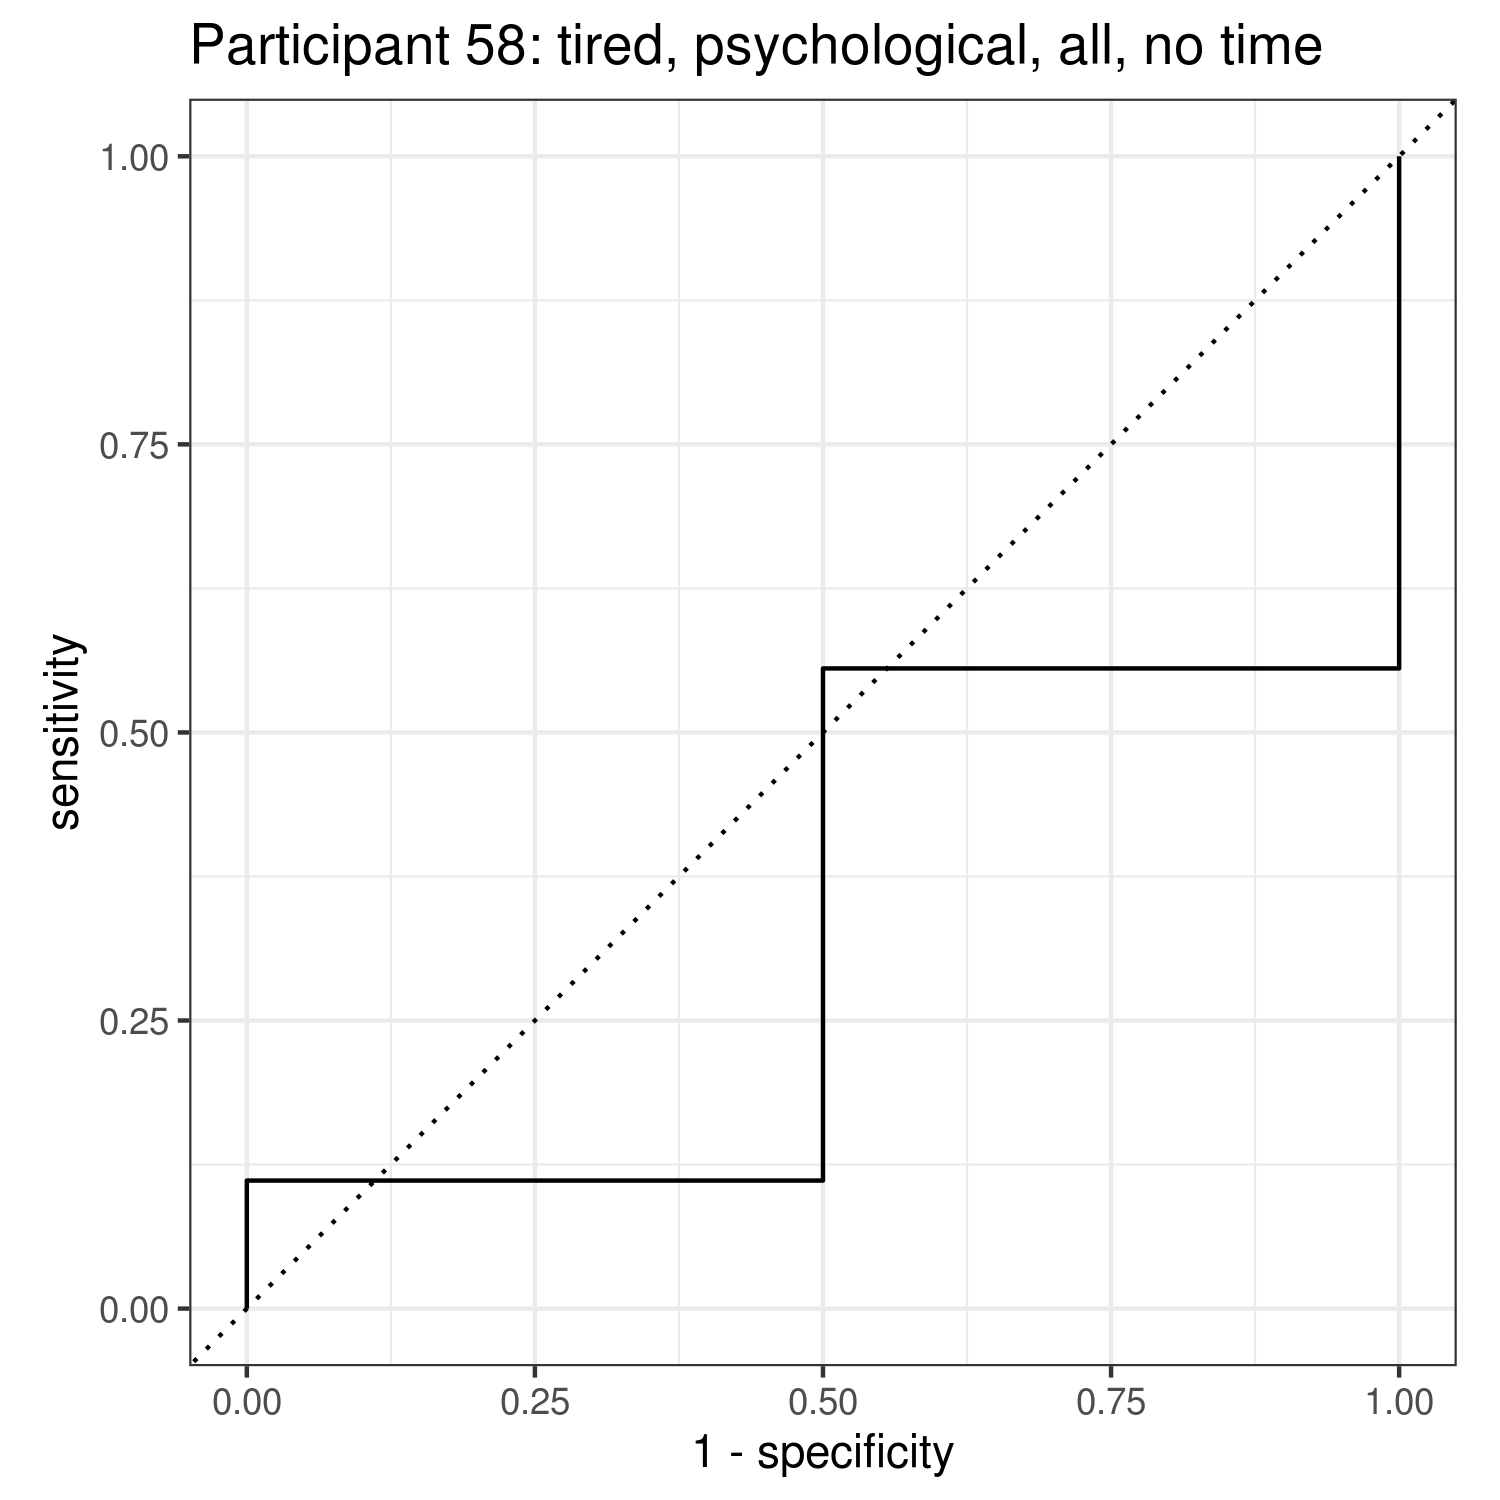 Participant 58: tired, psychological, all, no time
1.00
0.75
0.50
0.25
0.00
sensitivity
0.00 0.25 0.50 0.75 1.00
1 - specificity